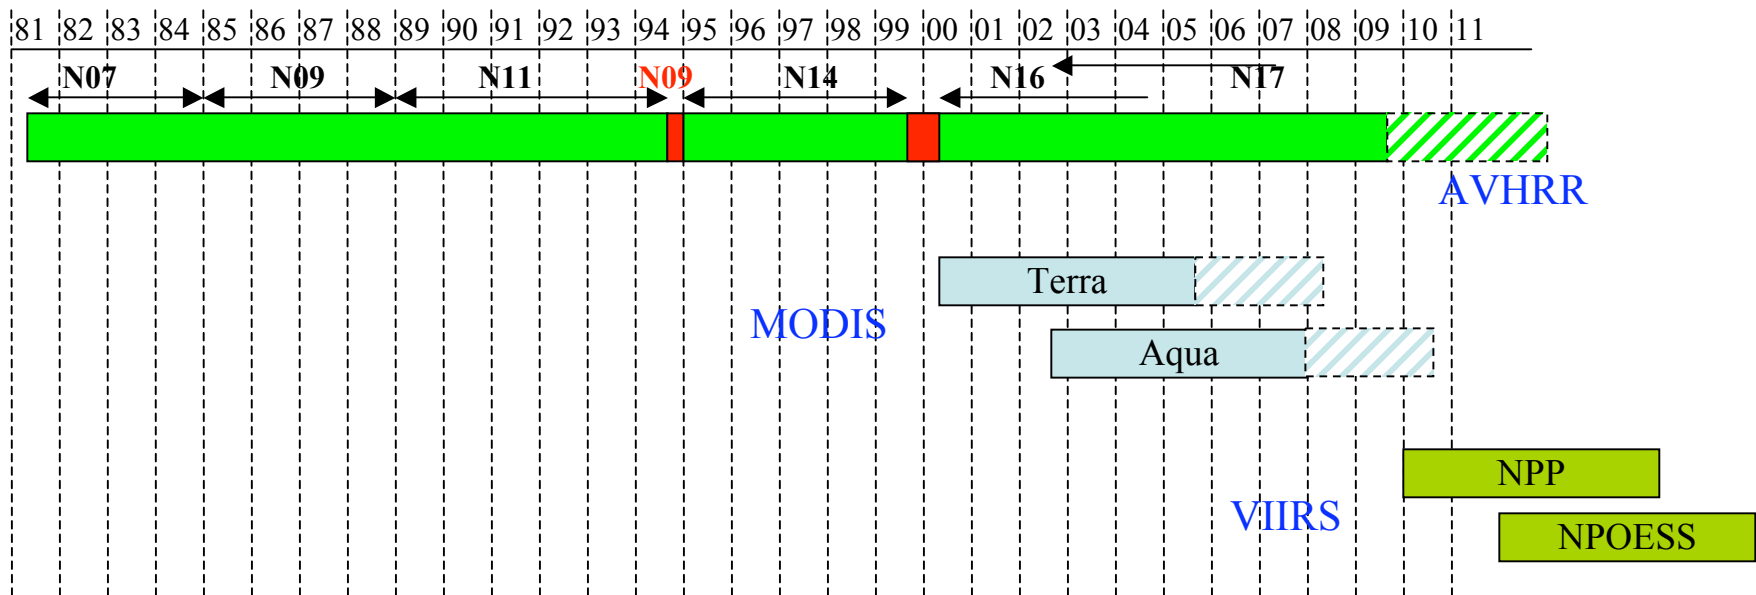 81 82 83 84 85 86 87 88 89 90 91 92 93 94 95 96 97 98 99 00 01 02 03 04 05 06 07 08 09 10 11
N07 N09 N11 N09 N14 N16 N17
AVHRR
Terra
MODIS
Aqua
NPP
VIIRS
NPOESS